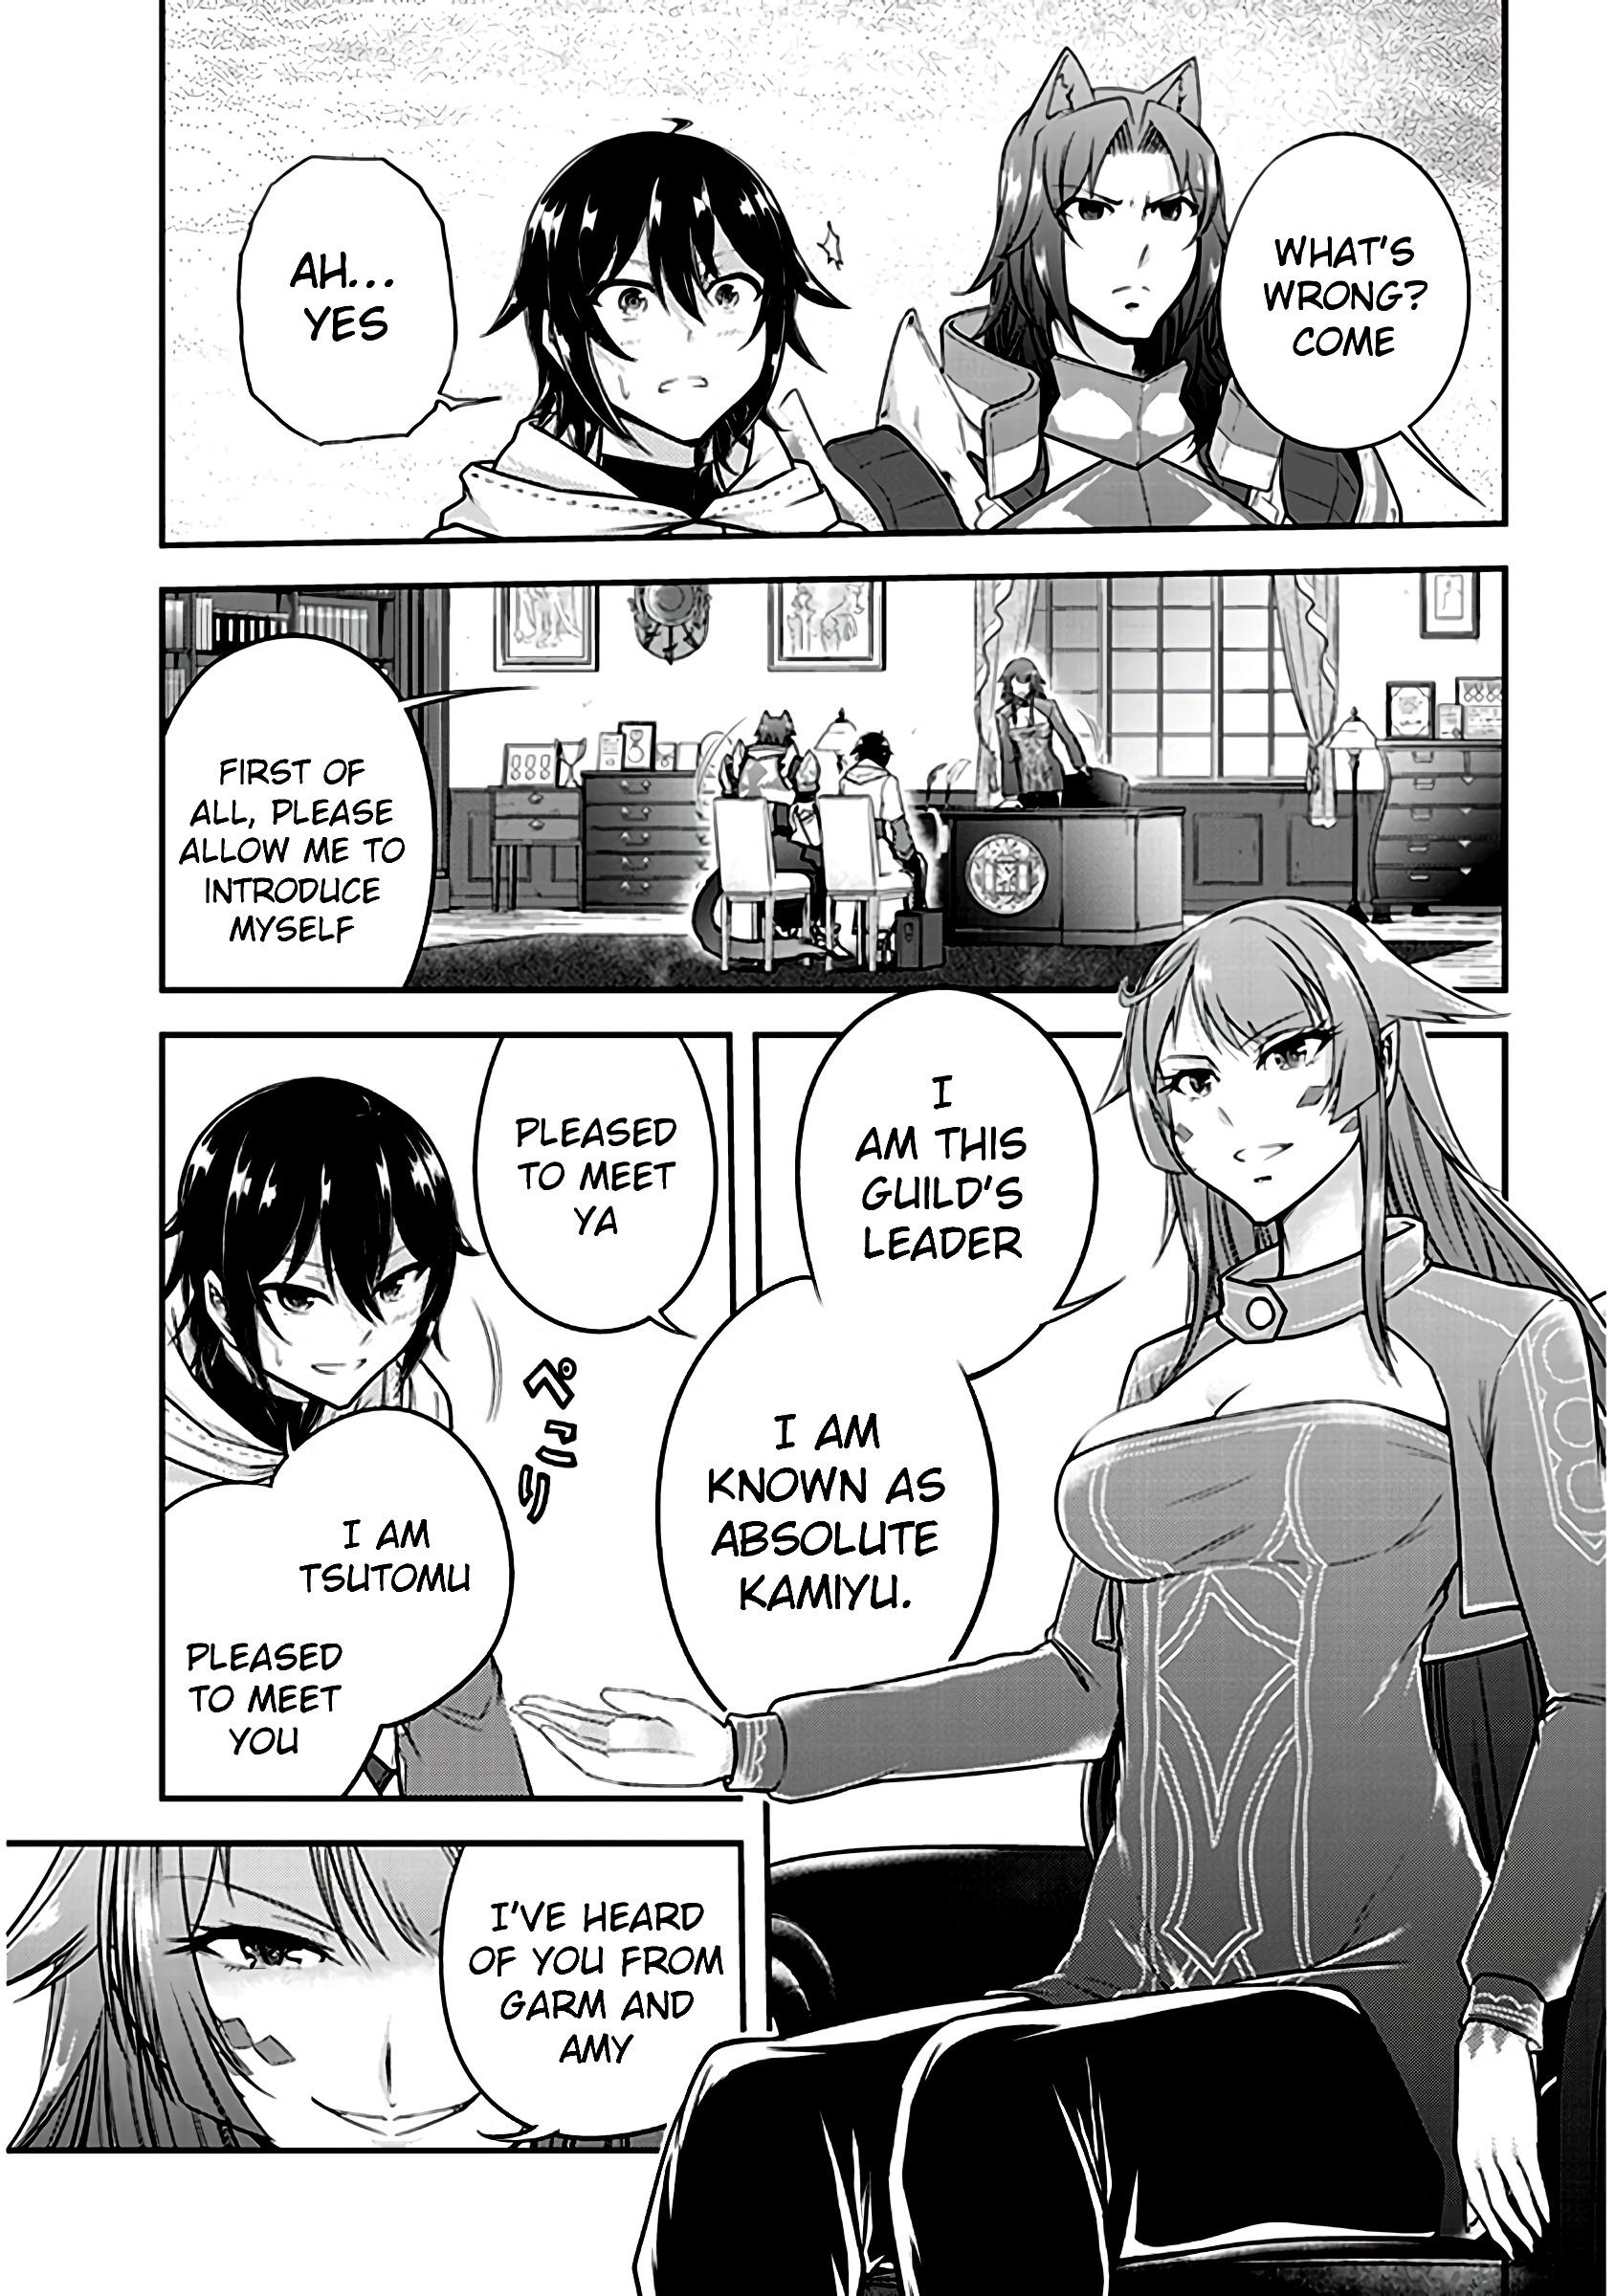 WHAT'S
WRONG?
COME
AH...
YES
FIRST OF
ALL, PLEASE
ALLOW ME TO
INTRODUCE
MYSELF
I
AM THIS
GUILD'S
LEADER
I AM
KNOWN AS
ABSOLUTE
KAMIYU.
PLEASED
TO MEET
YA
ペこり
I AM
TSUTOMU
PLEASED
TO MEET
YOU
I'VE HEARD
OF YOU FROM
GARM AND
AMY